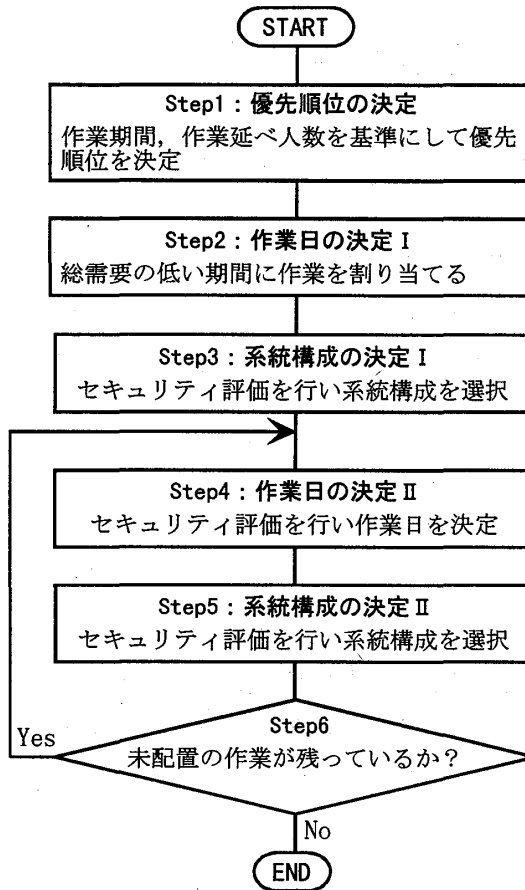 START
Step1：優先順位の決定
作業期間，作業延べ人数を基準にして優先
順位を決定
Step2：作業日の決定Ⅰ
総需要の低い期間に作業を割り当てる
Step3：系統構成の決定Ⅰ
セキュリティ評価を行い系統構成を選択
Step4：作業日の決定Ⅱ
セキュリティ評価を行い作業日を決定
Step5：系統構成の決定Ⅱ
セキュリティ評価を行い系統構成を選択
Step6
Yes
未配置の作業が残っているか？
No
END